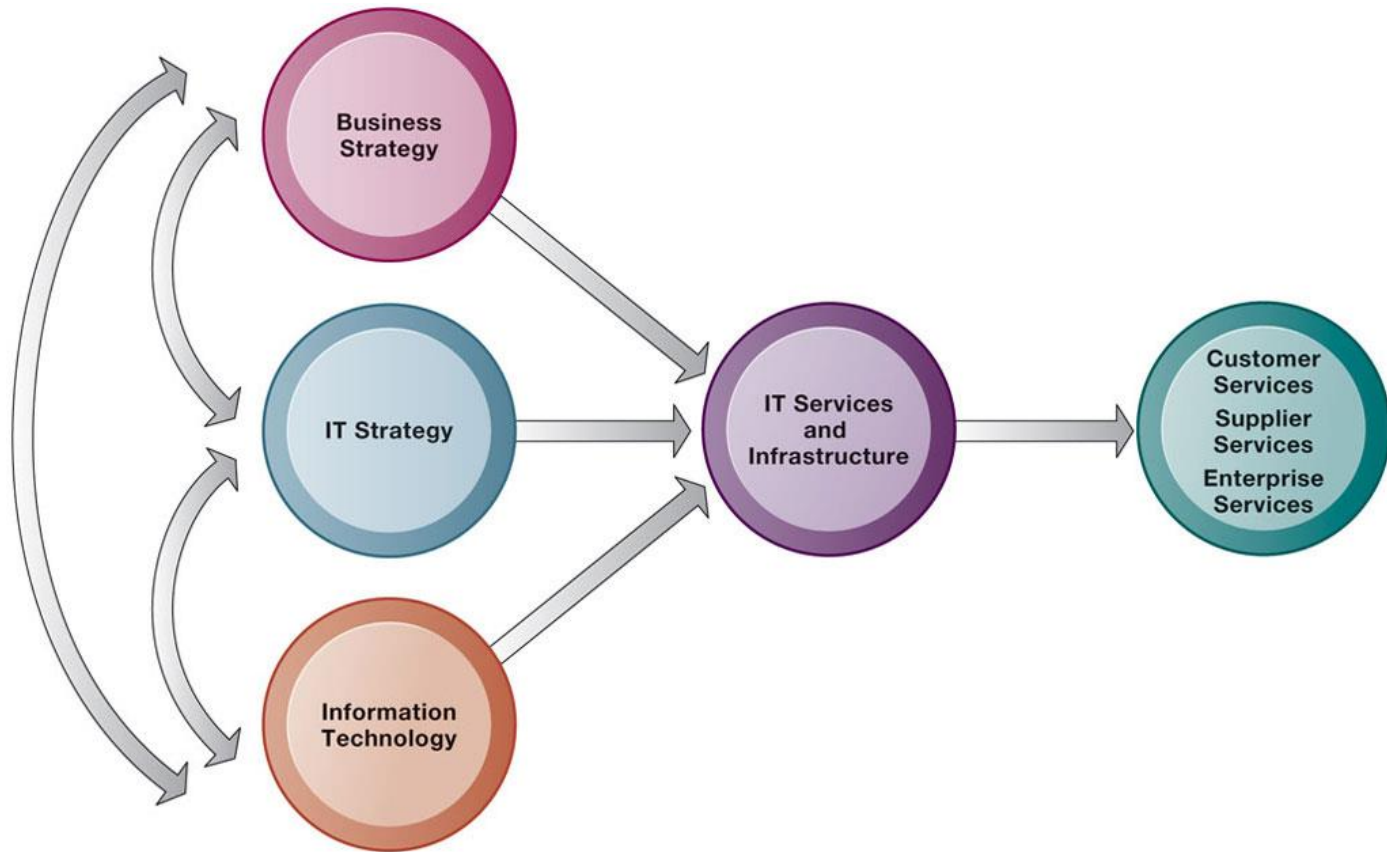 Business
Strategy
IT Strategy
Information
Technology
IT Services
and
Infrastructure
Customer
Services
Supplier
Services
Enterprise
Services